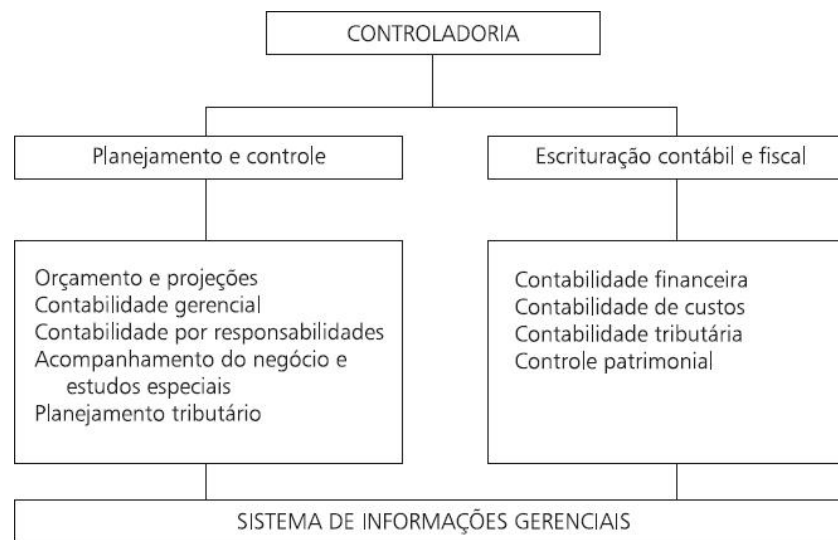 CONTROLADORIA
Planejamento e controle
Escrituração contábil e fiscal
Orçamento e projeções
Contabilidade gerencial
Contabilidade por responsabilidades
Acompanhamento do negócio e
estudos especiais
Planejamento tributário
Contabilidade financeira
Contabilidade de custos
Contabilidade tributária
Controle patrimonial
SISTEMA DE INFORMAÇÕES GERENCIAIS